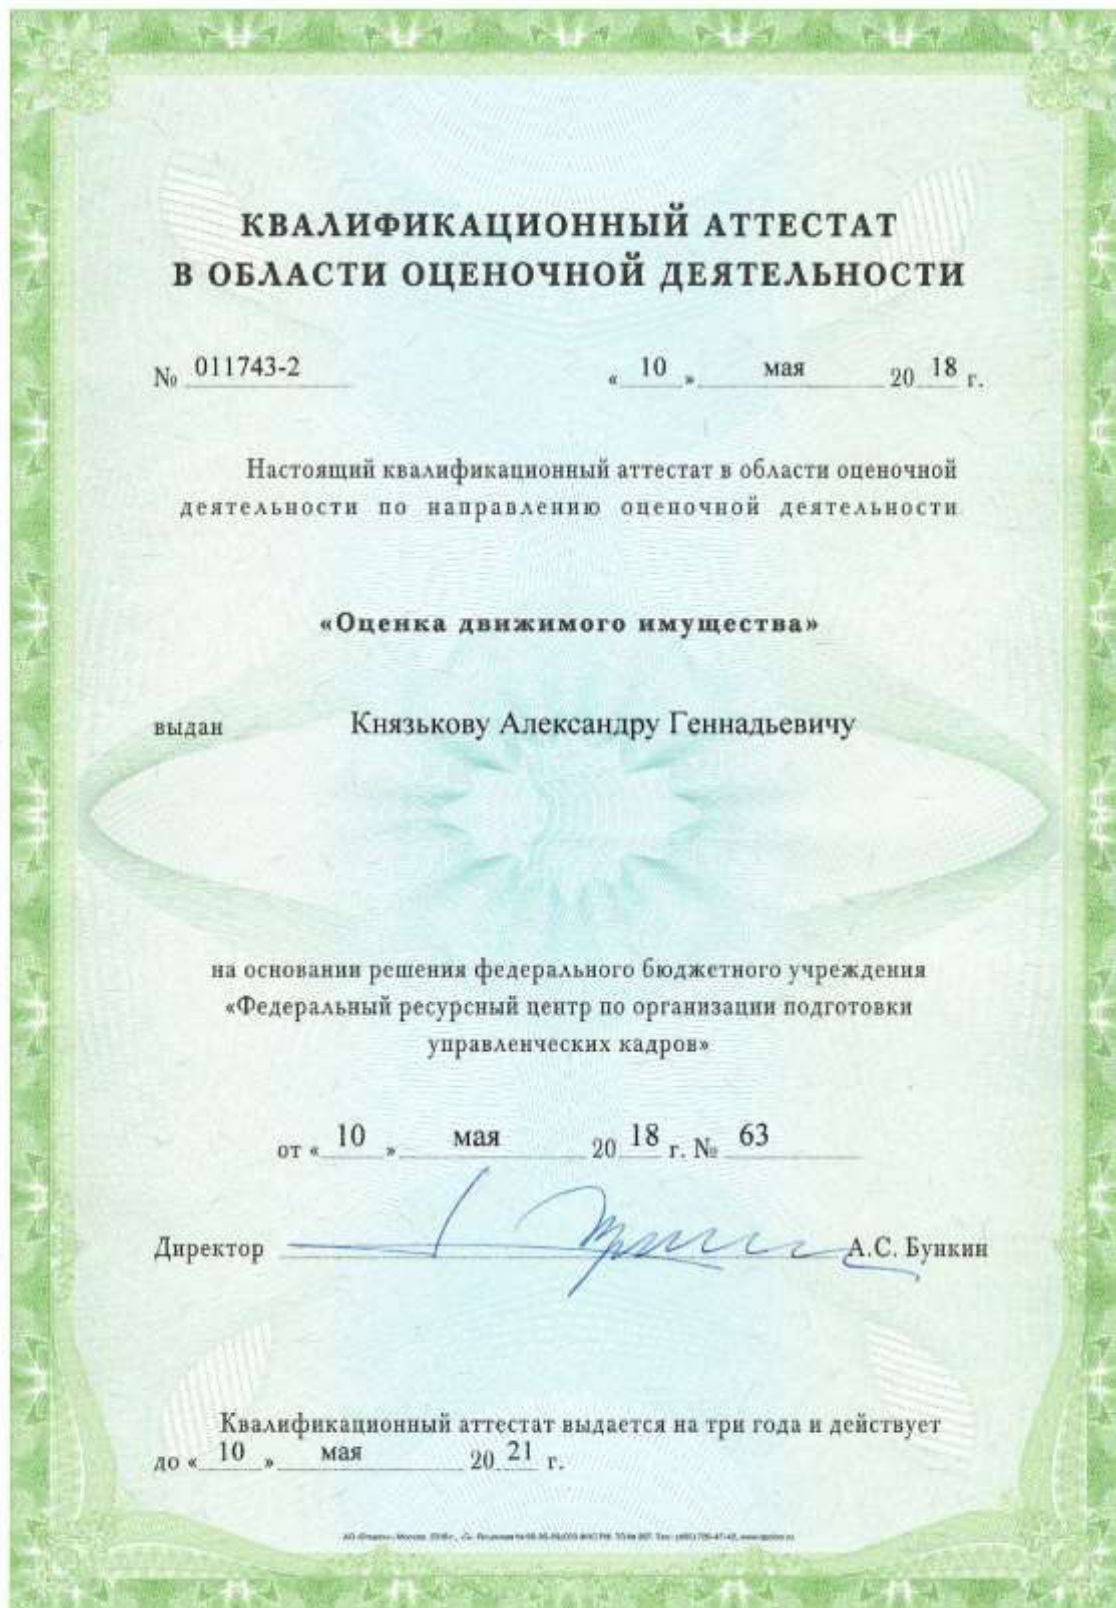 КВАЛИФИКАЦИОННЫЙ АТТЕСТАТ
В ОБЛАСТИ ОЦЕНОЧНОЙ ДЕЯТЕЛЬНОСТИ
№ 011743-2 « 10 » мая 20 18 г.
Настоящий квалификационный аттестат в области оценочной
деятельности по направлению оценочной деятельности
«Оценка движимого имущества»
выдан Князькову Александру Геннадьевичу
на основании решения федерального бюджетного учреждения
«Федеральный ресурсный центр по организации подготовки
управленческих кадров»
от « 10 » мая 20 18 г. № 63
Директор А.С. Бункин
Квалификационный аттестат выдается на три года и действует
до « 10 » мая 20 21 г.